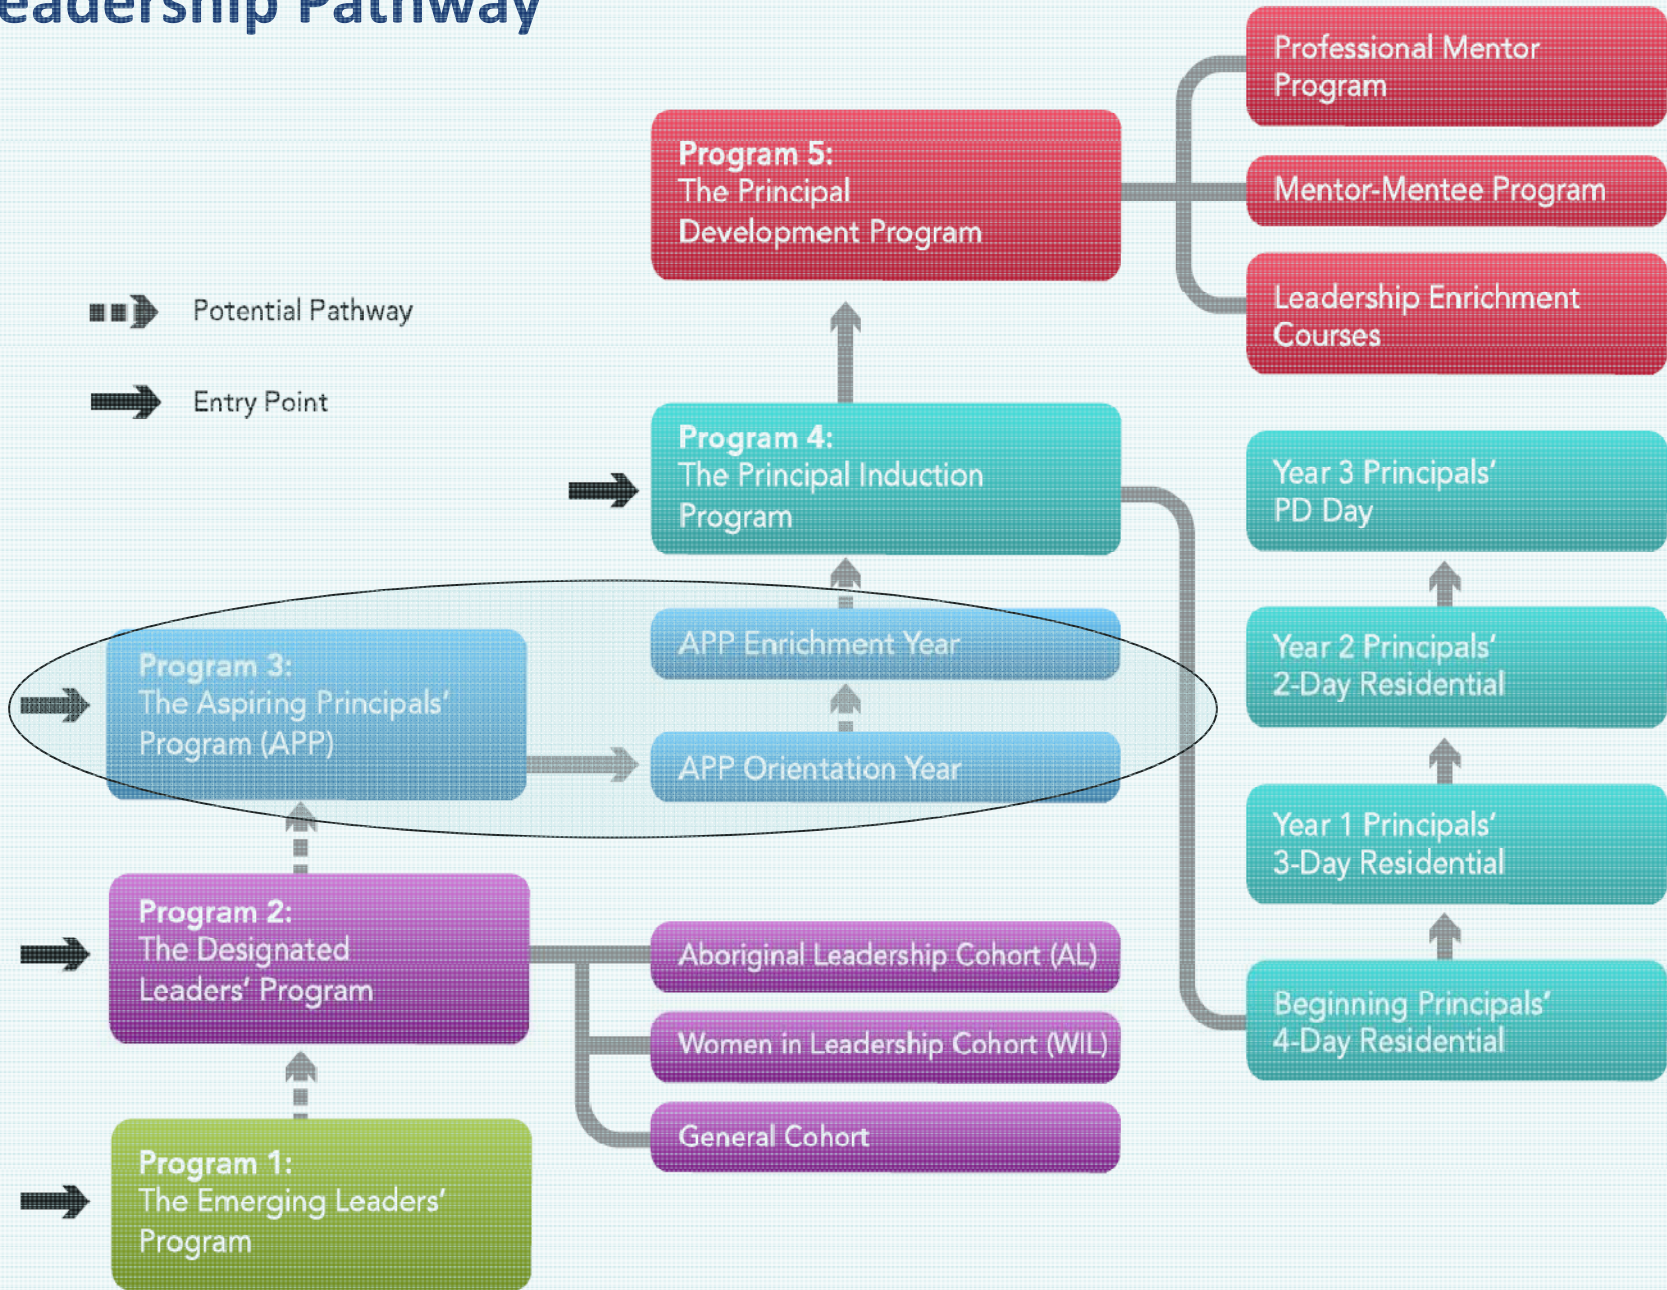 eadership Pathway
Professional Mentor
Program
Program 5:
The Principal
Development Program
Mentor-Mentee Program
Leadership Enrichment
Courses
Potential Pathway
Entry Point
Program 4:
The Principal Induction
Program
Year 3 Principals’
PD Day
APP Enrichment Year
Year 2 Principals’
2-Day Residential
Program 3:
The Aspiring Principals’
Program (APP)
APP Orientation Year
Year 1 Principals’
3-Day Residential
Program 2:
The Designated
Leaders’ Program
Aboriginal Leadership Cohort (AL)
Women in Leadership Cohort (WIL)
General Cohort
Beginning Principals’
4-Day Residential
Program 1:
The Emerging Leaders’
Program